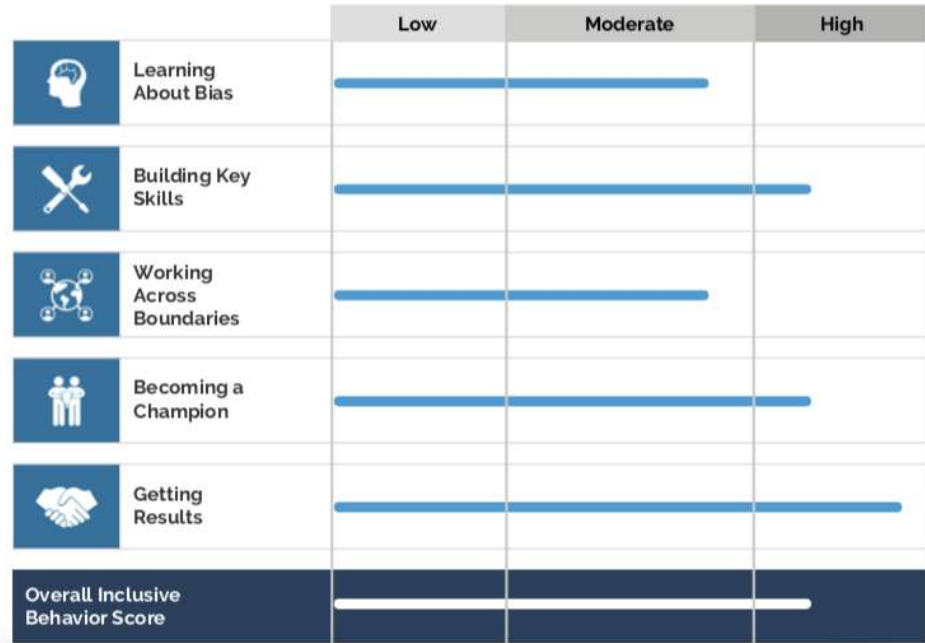 Low Moderate High
Learning
About Bias
Building Key
Skills
Working
Across
Boundaries
Becoming a
Champion
Getting
Results
Overall Inclusive
Behavior Score